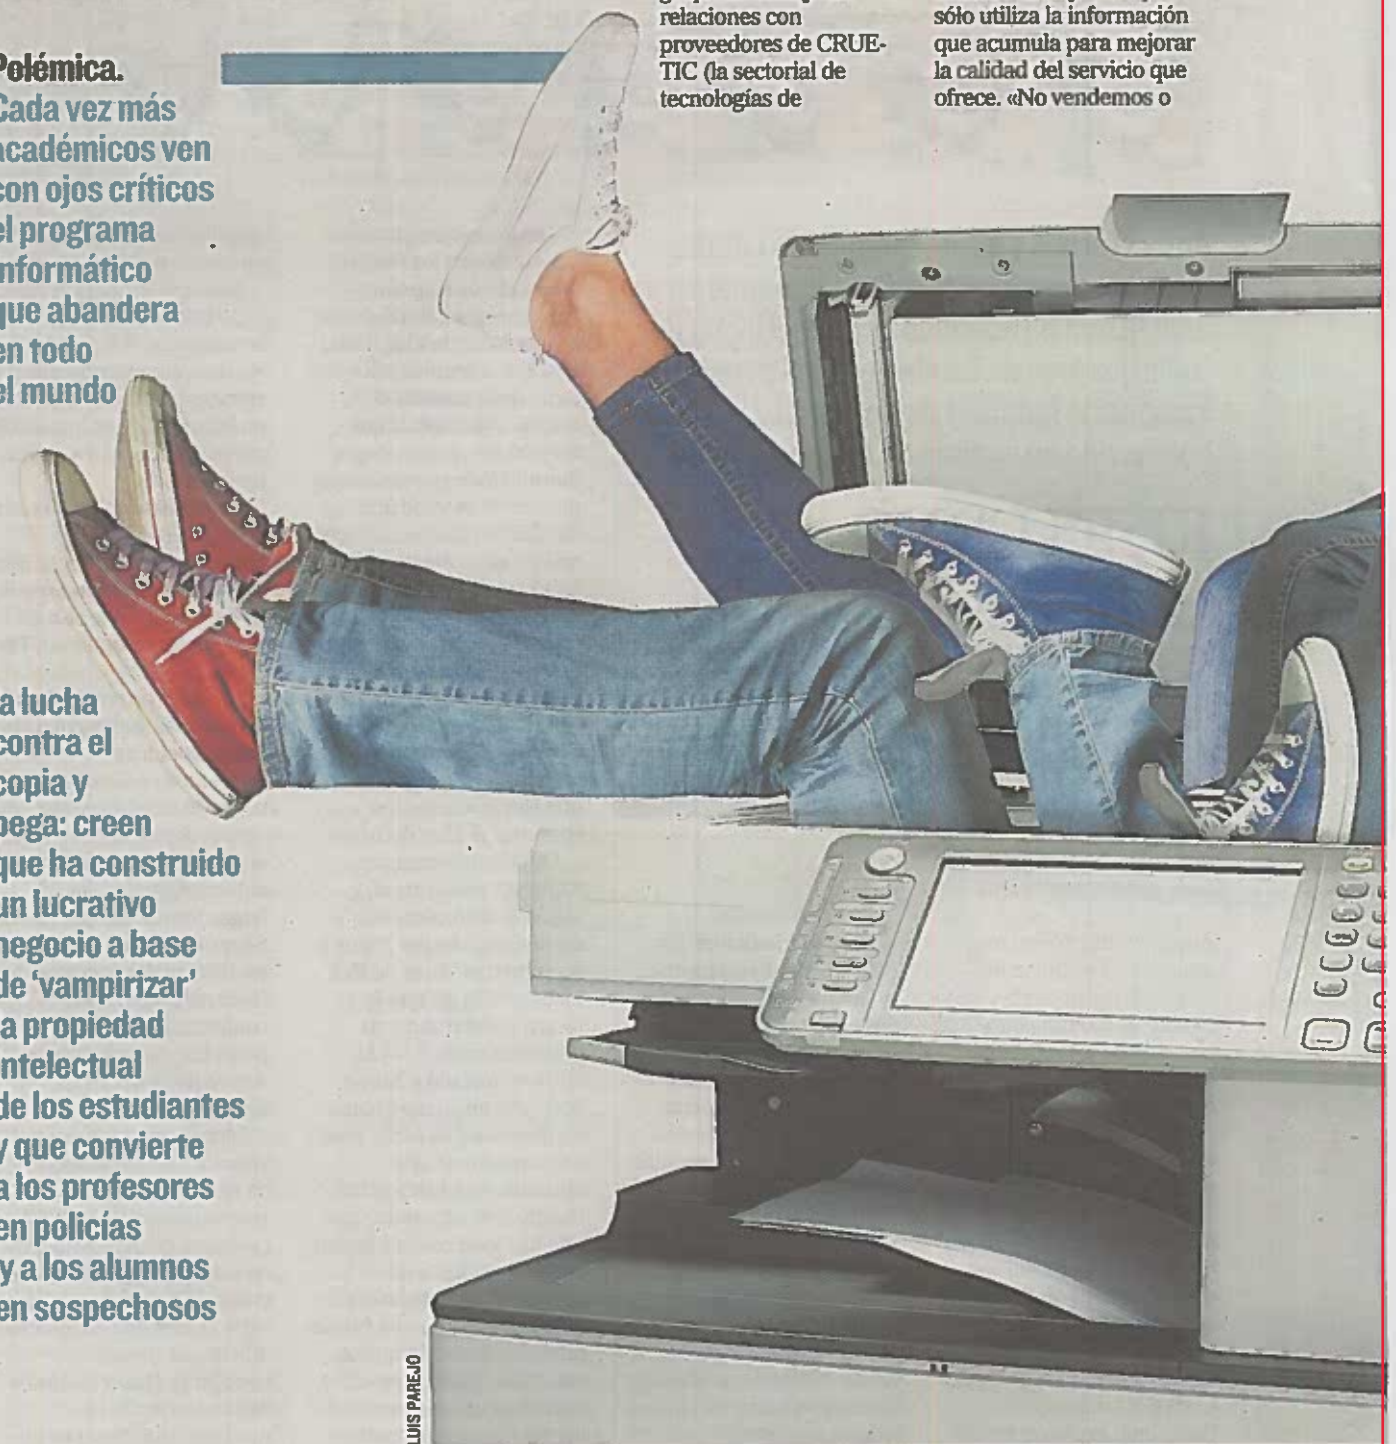 Polémica.
Cada vez más
académicos ven
con ojos críticos
el programa
informático
que abandera
en todo
el mundo
la lucha
contra el
copia y
pega: creen
que ha construido
un lucrativo
negocio a base
de ‘vampirizar’
la propiedad
intelectual
de los estudiantes
y que convierte
a los profesores
en policías
y a los alumnos
en sospechosos
relaciones con
proveedores de CRUE-
TIC (la sectorial de
tecnologías de
sólo utiliza la información
que acumula para mejorar
la calidad del servicio que
ofrece. «No vendemos o
LUIS PAREJO